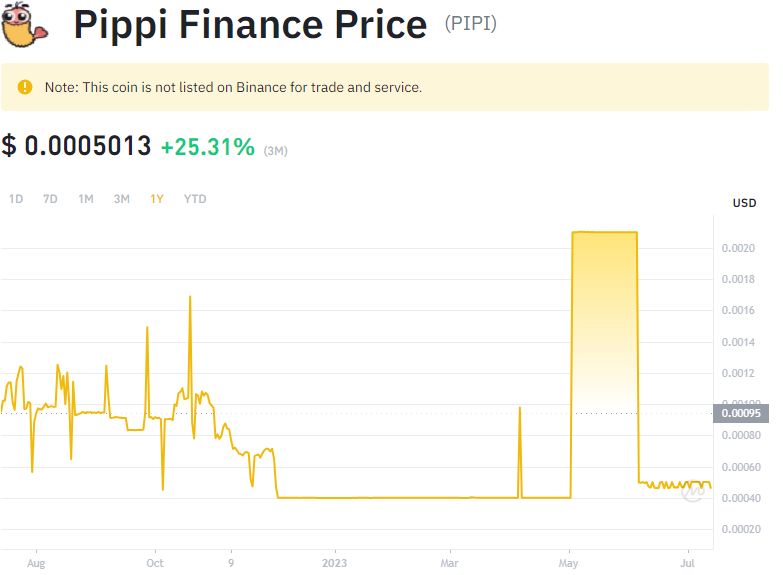 Pippi Finance Price (PIPI)
Note: This coin is not listed on Binance for trade and service.
$ 0.0005013 +25.31% (3M)
1D 7D 1M 3M 1Y YTD
USD
0.0020
0.0018
0.0016
0.0014
0.0012
0.0010
0.00095
0.00080
0.00060
0.00040
0.00020
Aug Oct 9 2023 Mar May Jul